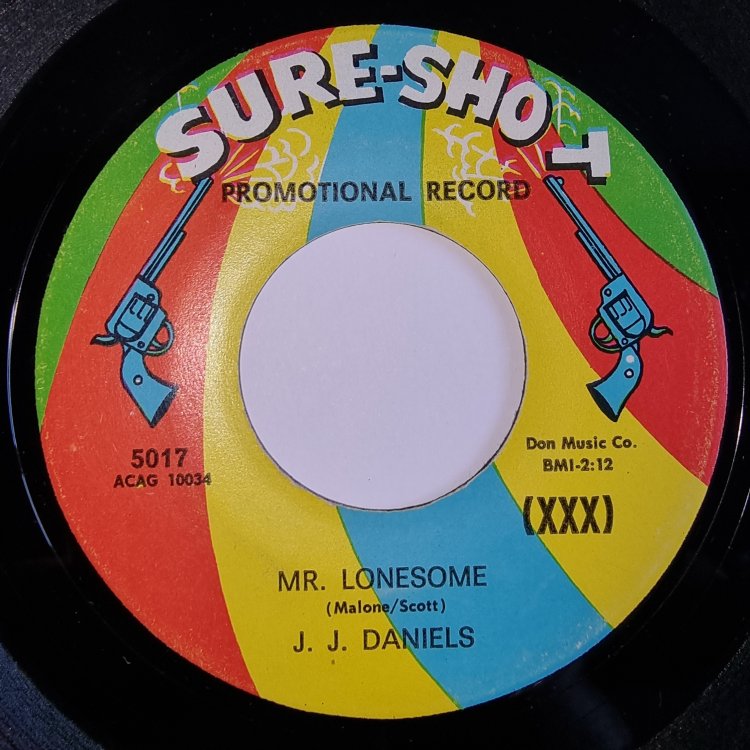 SURE-SHOT
PROMOTIONAL RECORD
5017
ACAG 10034
Don Music Co.
BMI-2:12
(XXX)
MR. LONESOME
(Malone/Scott)
J. J. DANIELS